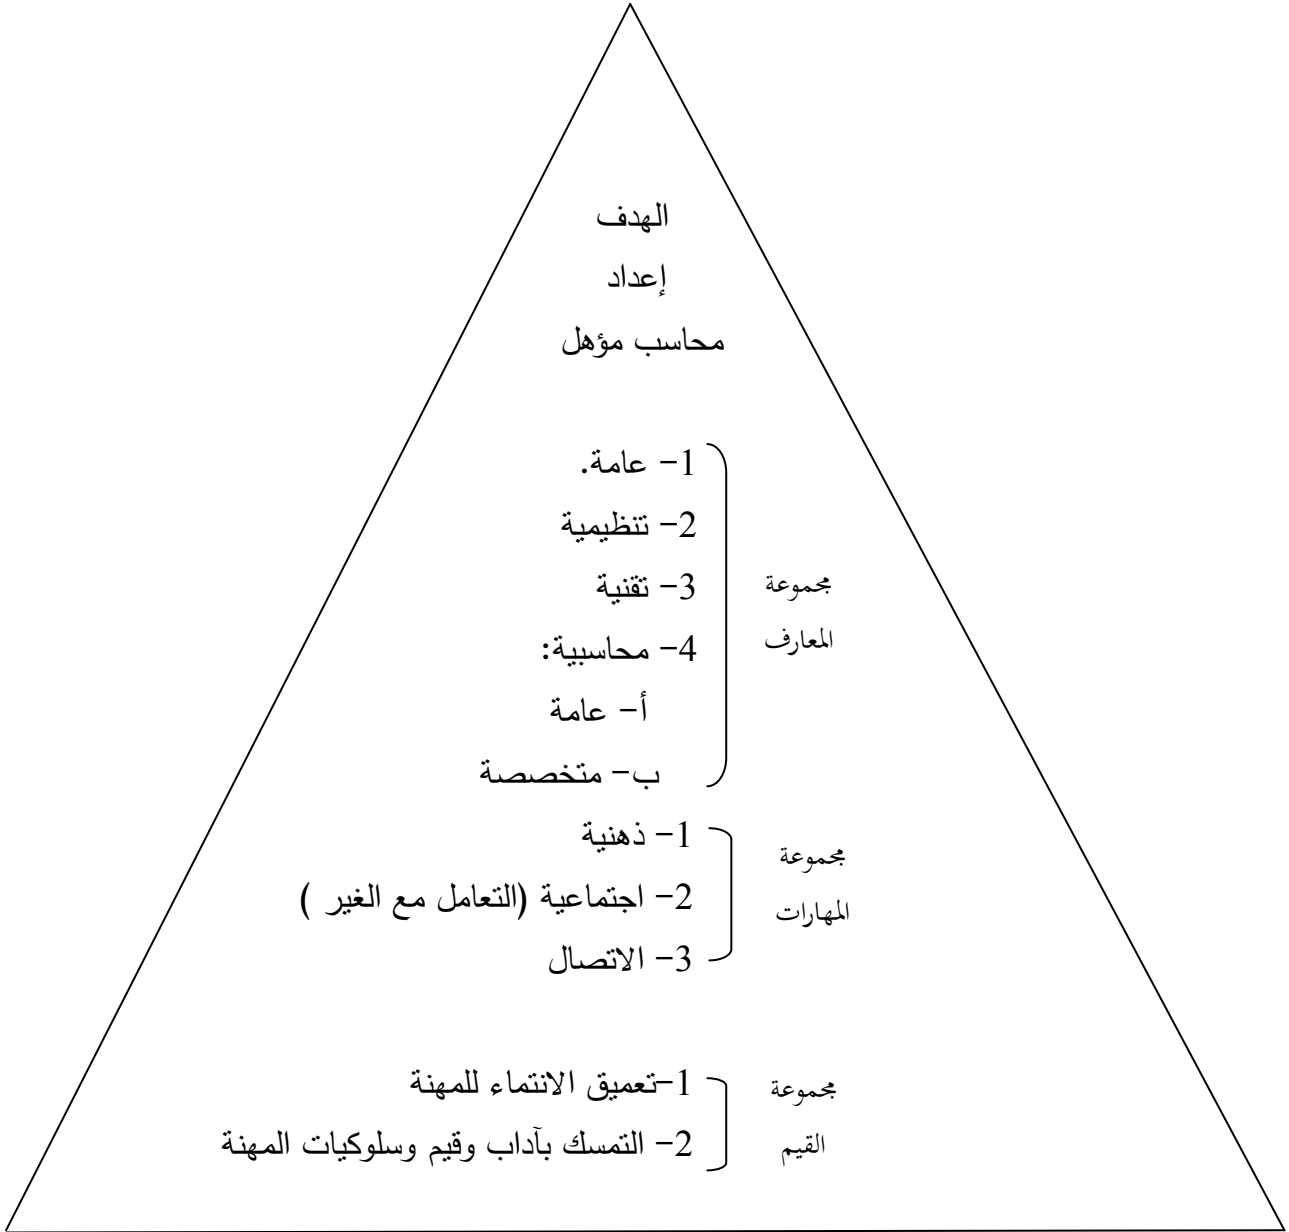 الهدف
إعداد
محاسب مؤهل
1- عامة.
2- تنظيمية
3- تقنية
4- محاسبية:
أ- عامة
ب- متخصصة
مجموعة
المعارف
1- ذهنية
2- اجتماعية (التعامل مع الغير )
3- الاتصال
مجموعة
المهارات
1-تعميق الانتماء للمهنة
2- التمسك بآداب وقيم وسلوكيات المهنة
مجموعة
القيم